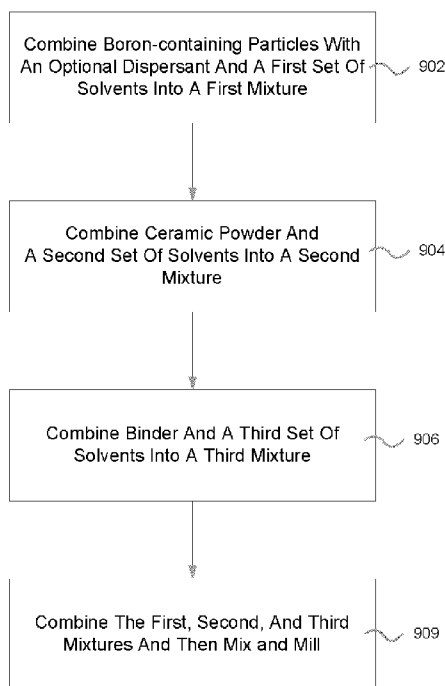 Combine Boron-containing Particles With
An Optional Dispersant And A First Set Of
Solvents Into A First Mixture
902
Combine Ceramic Powder And
A Second Set Of Solvents Into A Second
Mixture
904
Combine Binder And A Third Set Of
Solvents Into A Third Mixture
906
Combine The First, Second, And Third
Mixtures And Then Mix and Mill
909